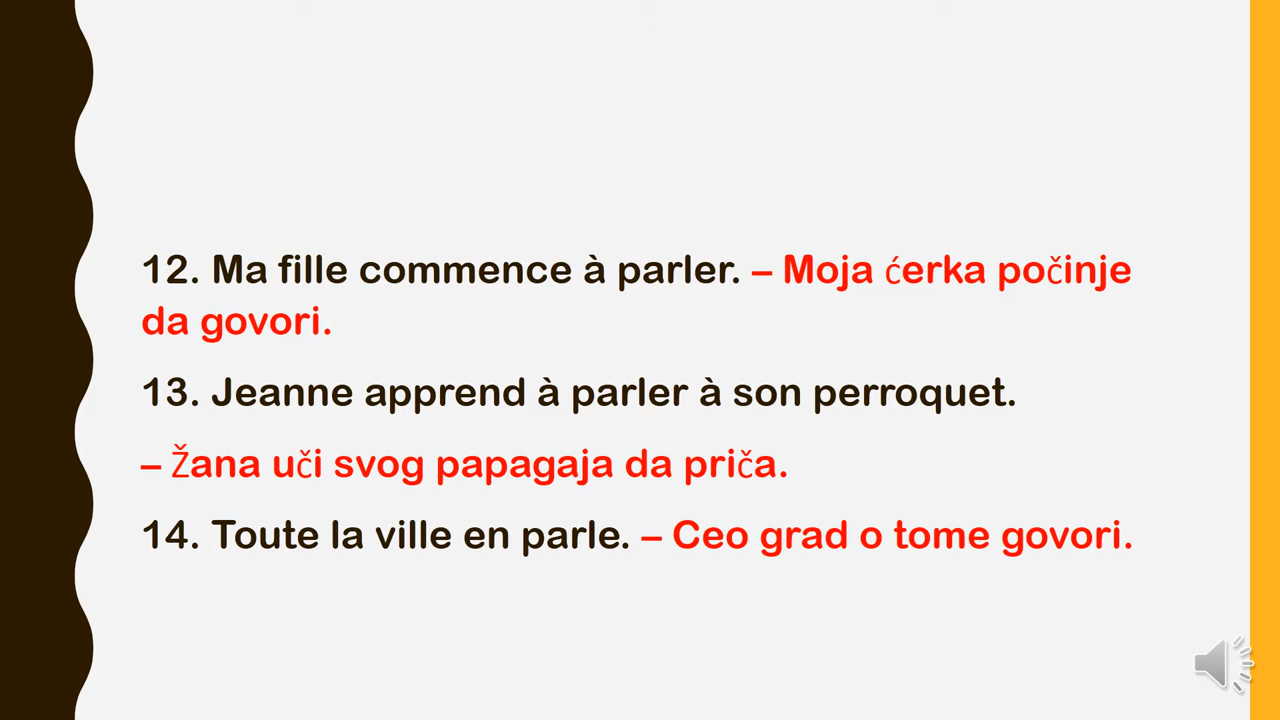 12. Ma fille commence à parler. – Moja ćerka počinje
da govori.
13. Jeanne apprend à parler à son perroquet.
– Žana uči svog papagaja da priča.
14. Toute la ville en parle. – Ceo grad o tome govori.